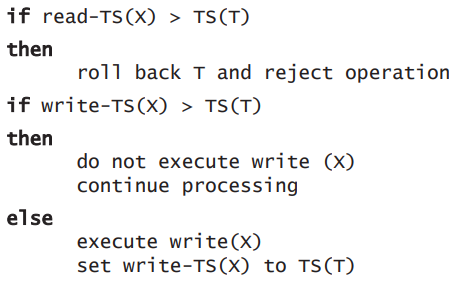 if read-TS(X) > TS(T)
then
roll back T and reject operation
if write-TS(X) > TS(T)
then
do not execute write (X)
continue processing
else
execute write(X)
set write-TS(X) to TS(T)